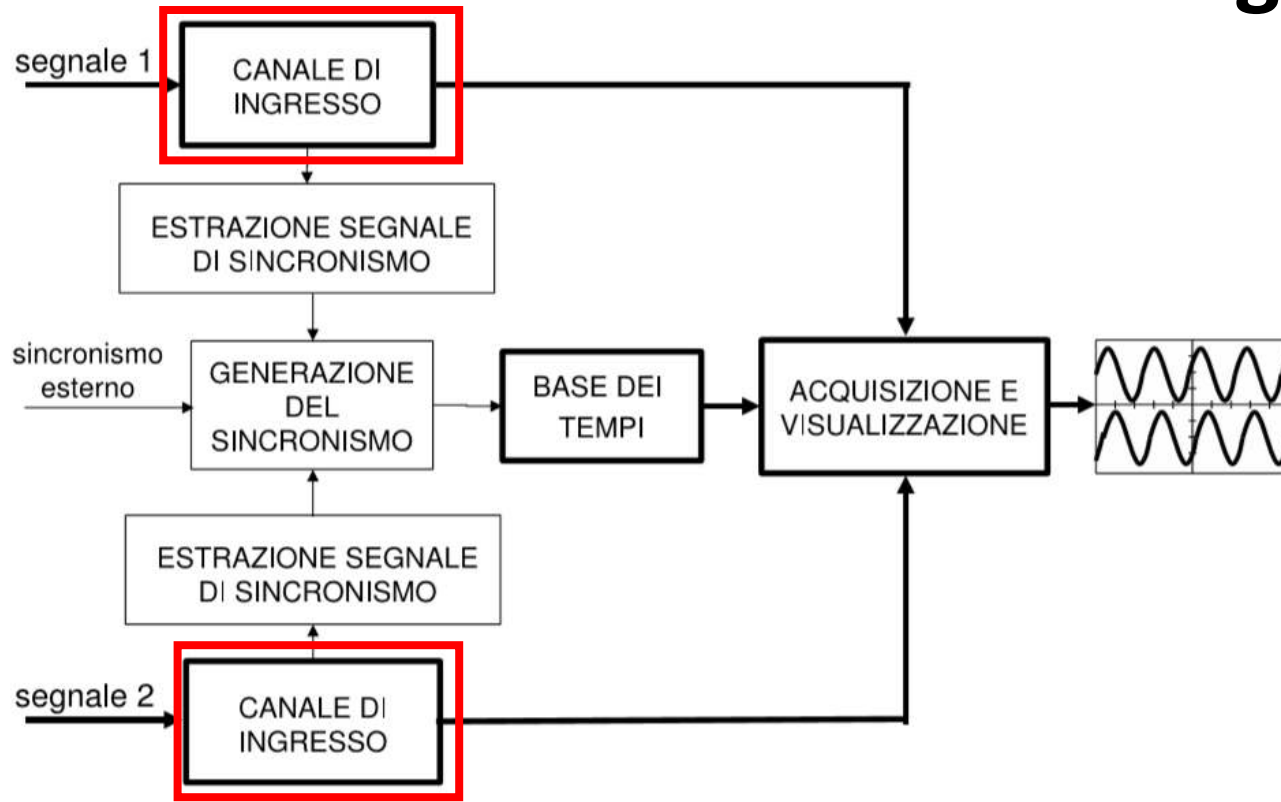 g
segnale 1
CANALE DI
INGRESSO
ESTRAZIONE SEGNALE
DI SINCRONISMO
sincronismo
esterno
GENERAZIONE
DEL
SINCRONISMO
BASE DEI
TEMPI
ACQUISIZIONE E
VISUALIZZAZIONE
ESTRAZIONE SEGNALE
DI SINCRONISMO
segnale 2
CANALE DI
INGRESSO